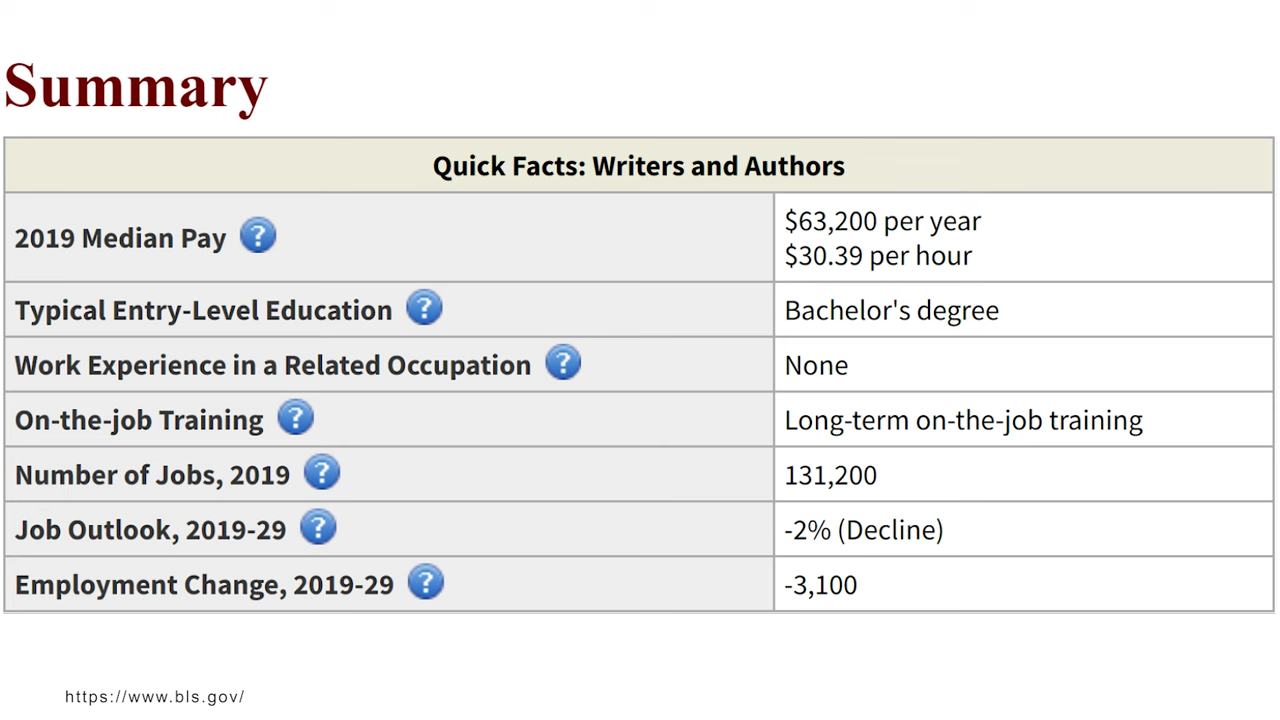 Summary
Quick Facts: Writers and Authors
2019 Median Pay ?
$63,200 per year
$30.39 per hour
Typical Entry-Level Education ?
Bachelor's degree
Work Experience in a Related Occupation ?
None
On-the-job Training ?
Long-term on-the-job training
Number of Jobs, 2019 ?
131,200
Job Outlook, 2019-29 ?
-2% (Decline)
Employment Change, 2019-29 ?
-3,100
https://www.bls.gov/